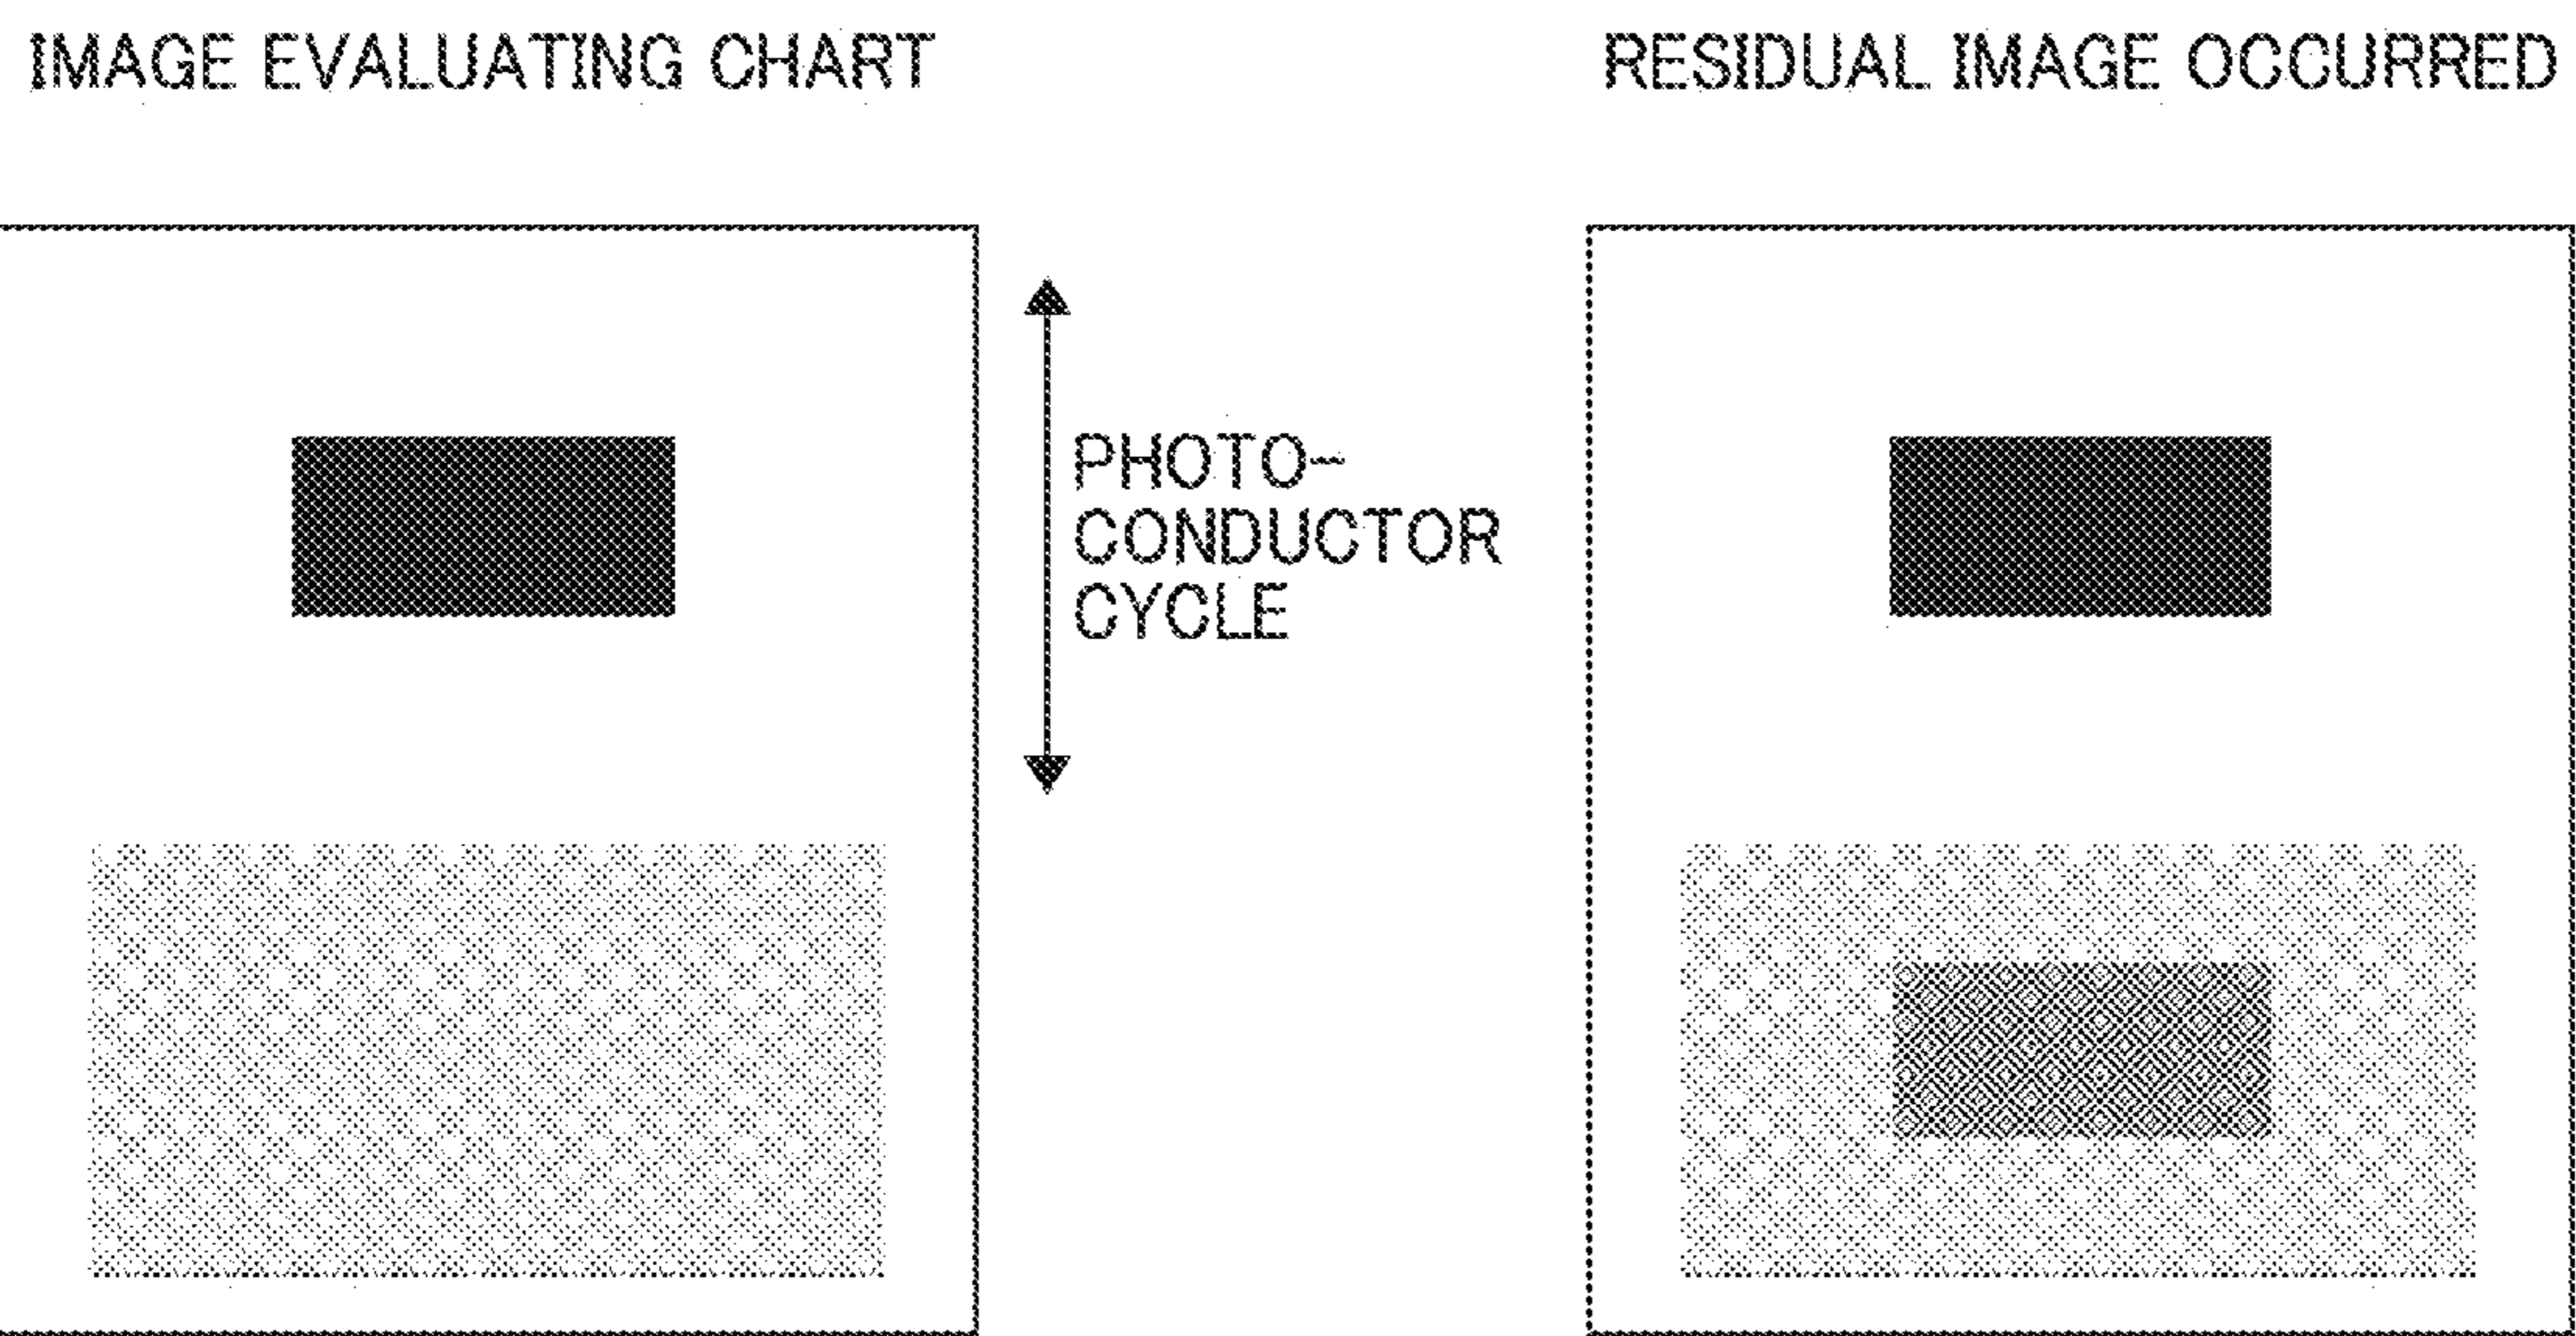 IMAGE EVALUATING CHART
RESIDUAL IMAGE OCCURRED
PHOTO-
CONDUCTOR
CYCLE